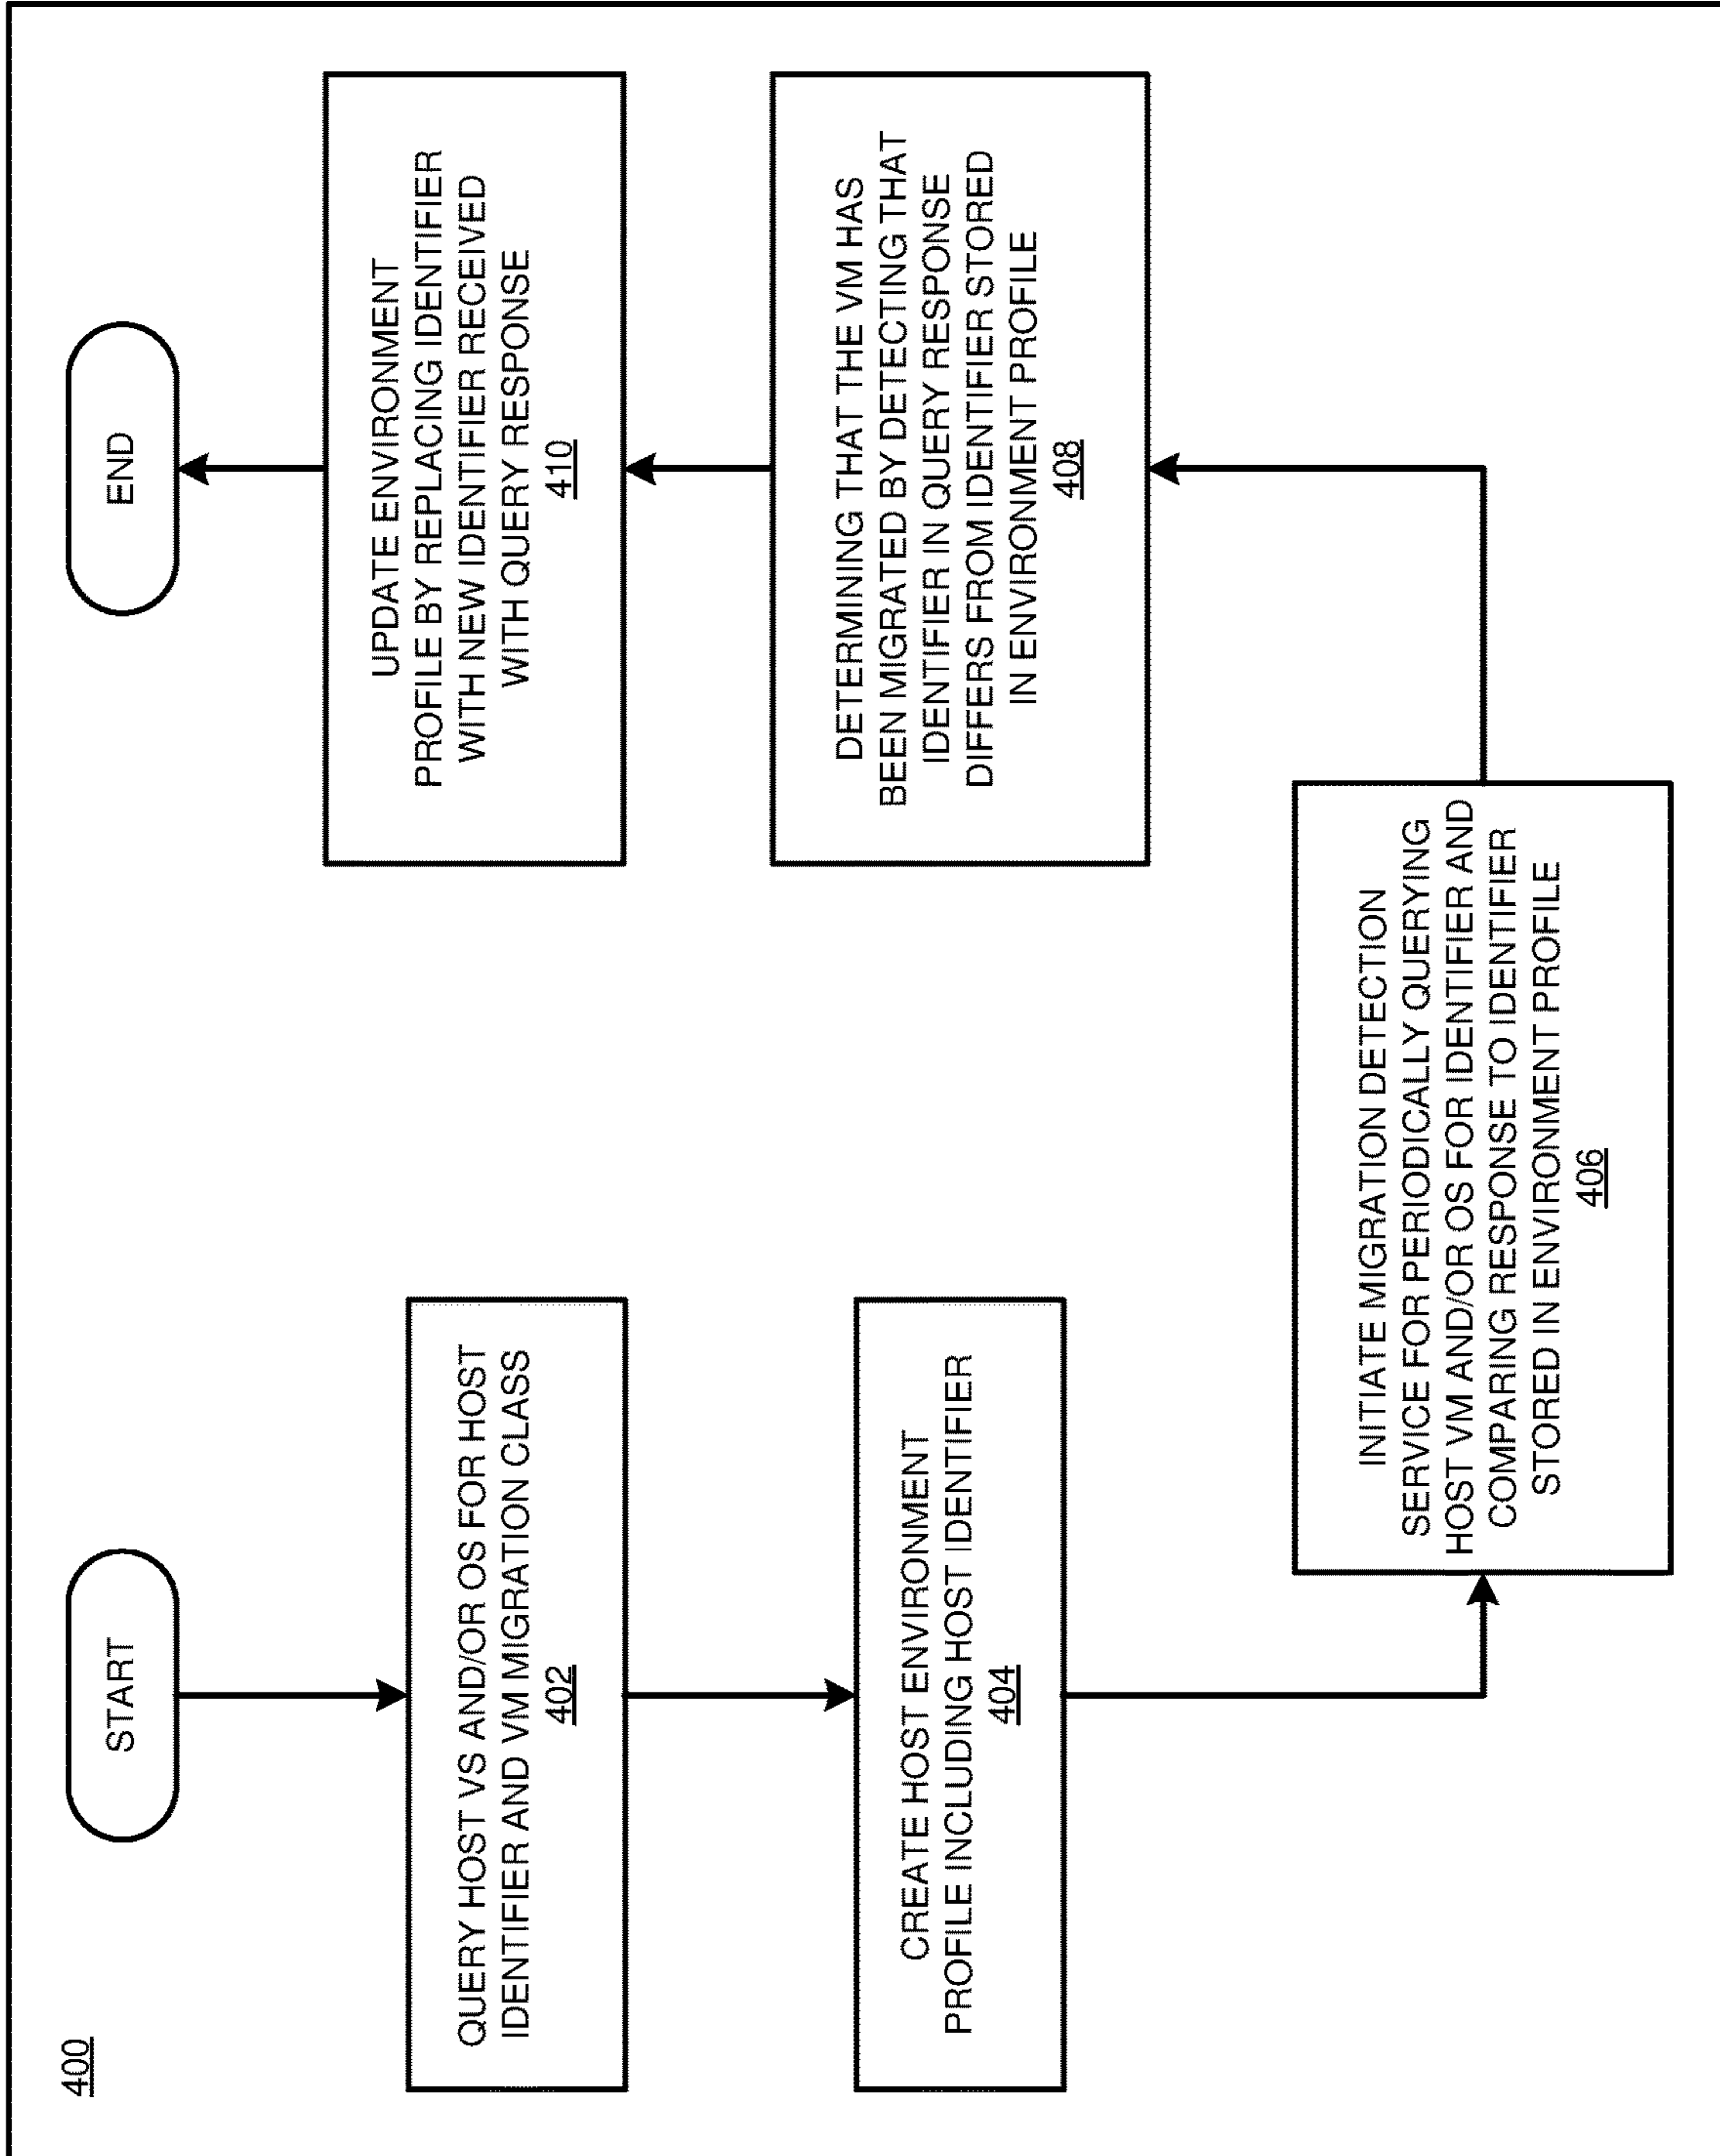 400
START
QUERY HOST VS AND/OR OS FOR HOST
IDENTIFIER AND VM MIGRATION CLASS
402
CREATE HOST ENVIRONMENT
PROFILE INCLUDING HOST IDENTIFIER
404
INITIATE MIGRATION DETECTION
SERVICE FOR PERIODICALLY QUERYING
HOST VM AND/OR OS FOR IDENTIFIER AND
COMPARING RESPONSE TO IDENTIFIER
STORED IN ENVIRONMENT PROFILE
406
DETERMINING THAT THE VM HAS
BEEN MIGRATED BY DETECTING THAT
IDENTIFIER IN QUERY RESPONSE
DIFFERS FROM IDENTIFIER STORED
IN ENVIRONMENT PROFILE
408
UPDATE ENVIRONMENT
PROFILE BY REPLACING IDENTIFIER
WITH NEW IDENTIFIER RECEIVED
WITH QUERY RESPONSE
410
END